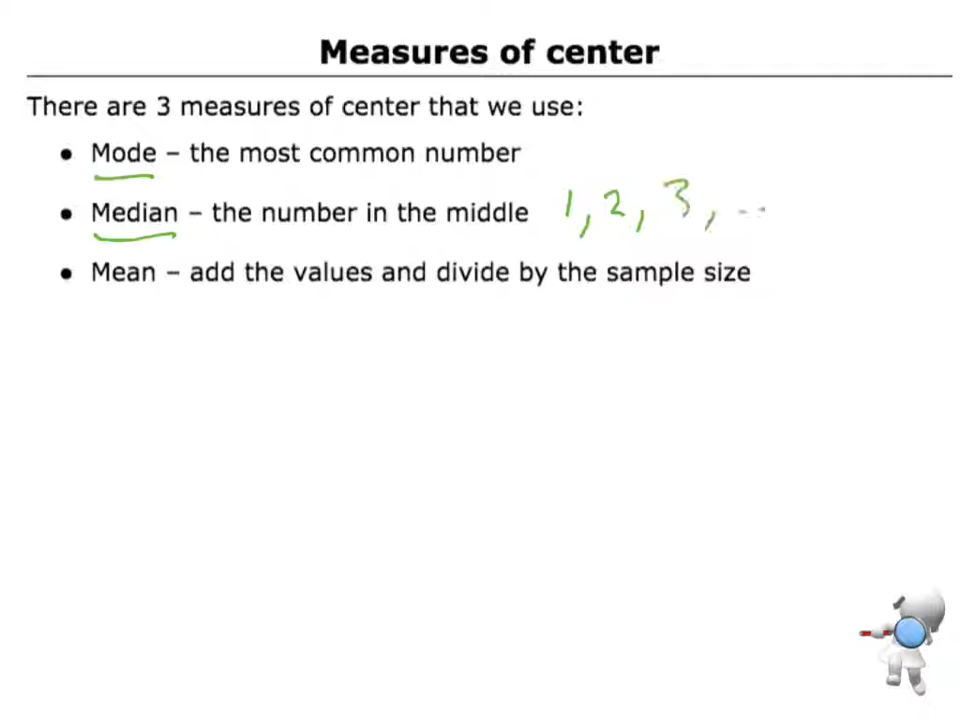 Measures of center
There are 3 measures of center that we use:
● Mode – the most common number
● Median – the number in the middle 1, 2, 3, --
● Mean – add the values and divide by the sample size